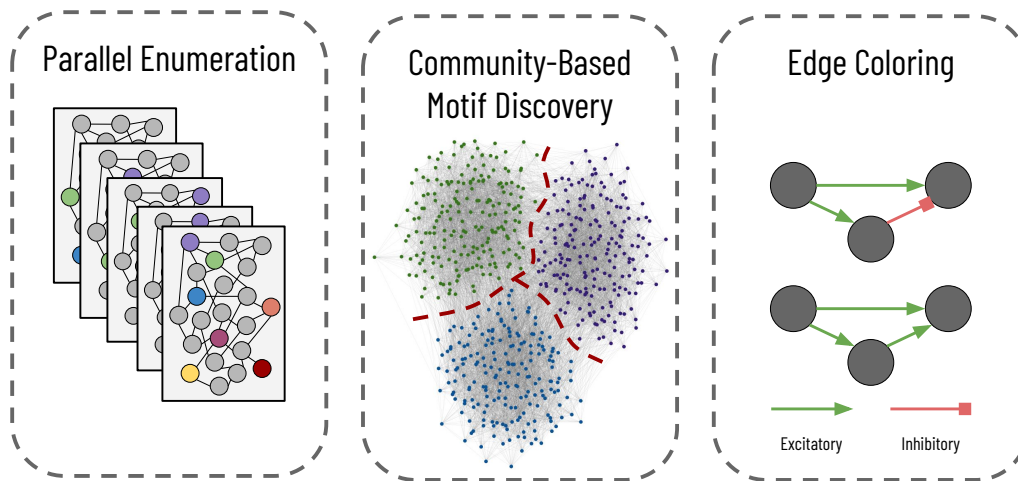 Parallel Enumeration
Community-Based
Motif Discovery
Edge Coloring
Excitatory
Inhibitory